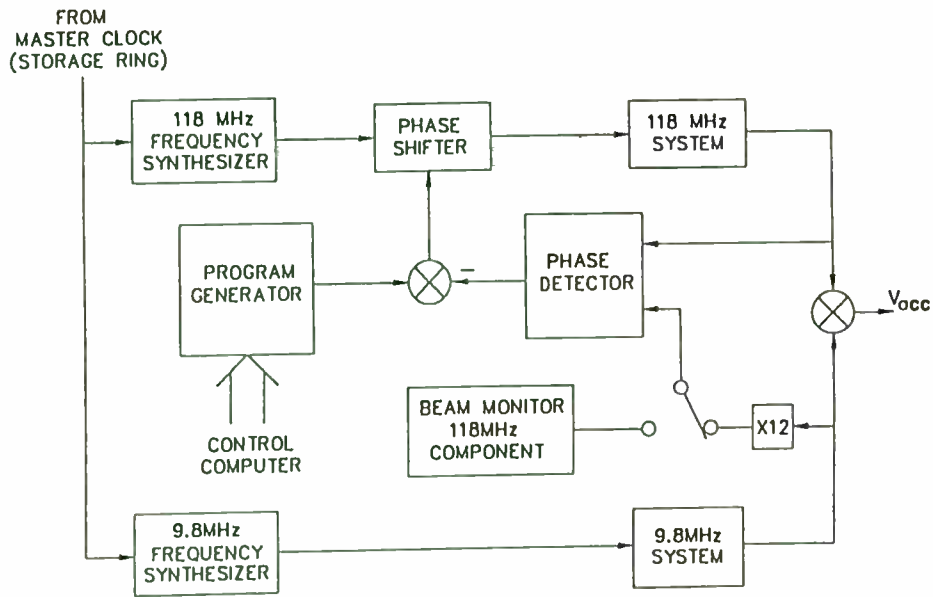 FROM
MASTER CLOCK
(STORAGE RING)
118 MHz
FREQUENCY
SYNTHESIZER
PHASE
SHIFTER
118 MHz
SYSTEM
PROGRAM
GENERATOR
−
PHASE
DETECTOR
Vacc
CONTROL
COMPUTER
BEAM MONITOR
118MHz
COMPONENT
X12
9.8MHz
FREQUENCY
SYNTHESIZER
9.8MHz
SYSTEM